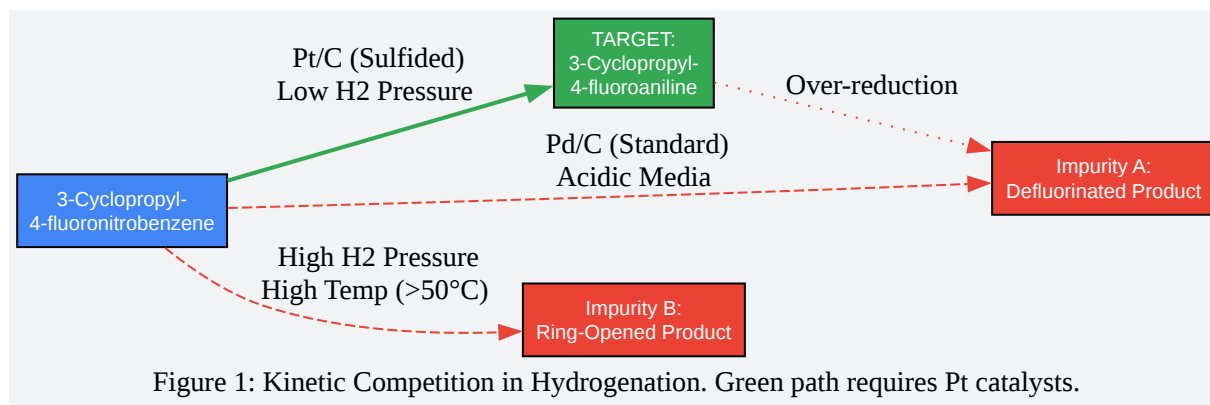 TARGET:
3-Cyclopropyl-
4-fluoroaniline
Pt/C (Sulfided)
Low H2 Pressure
Over-reduction
Pd/C (Standard)
Acidic Media
Impurity A:
Defluorinated Product
3-Cyclopropyl-
4-fluoronitrobenzene
High H2 Pressure
High Temp (>50°C)
Impurity B:
Ring-Opened Product
Figure 1: Kinetic Competition in Hydrogenation. Green path requires Pt catalysts.